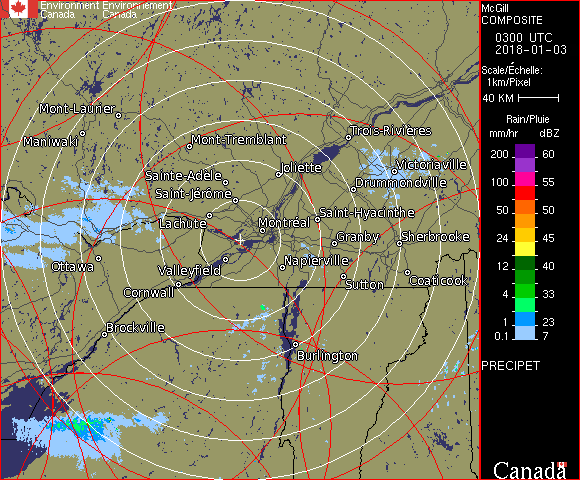 Environment Environnement
Canada Canada
McGill
COMPOSITE
0300 UTC
2018-01-03
Scale/Échelle:
1km/Pixel
40 KM
Rain/Pluie
mm/hr dBZ
200 60
100 55
75 53
50 50
24 45
12 40
4 33
1 23
0.1 7
PRECIPET
Mont-Laurier
Maniwaki
Mont-Tremblant
Trois-Rivières
Victoriaville
Joliette
Sainte-Adèle
Drummondville
Saint-Jérôme
Lachute
Saint-Hyacinthe
Montréal
Granby
Sherbrooke
Ottawa
Valleyfield
Napierville
Sutton
Coaticook
Cornwall
Brockville
Burlington
Canada